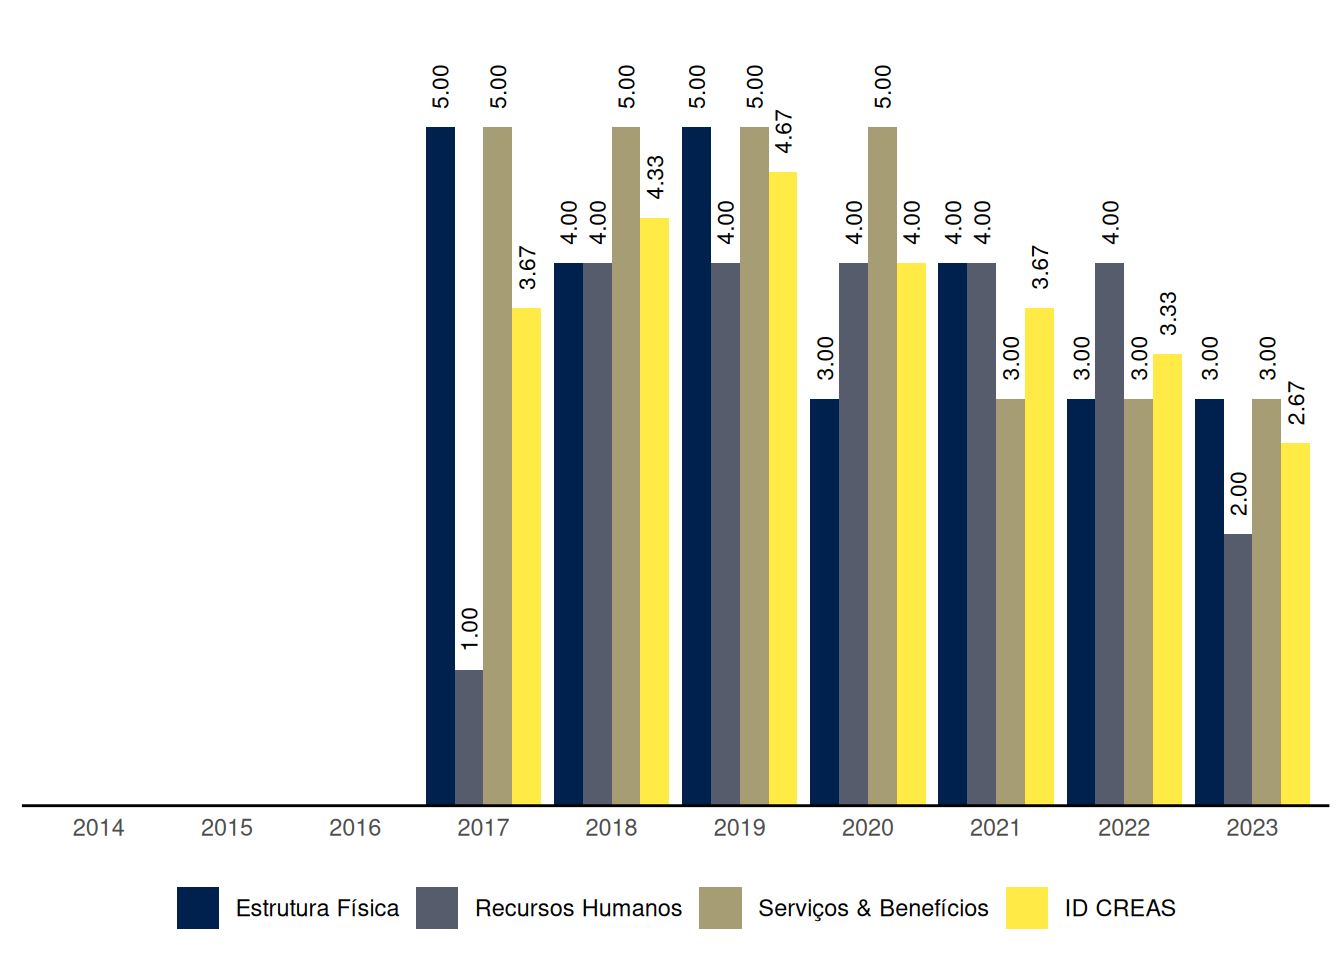 5.00 1.00 5.00 3.67
4.00 4.00 5.00 4.33
5.00 4.00 5.00 4.67
3.00 4.00 5.00 4.00
4.00 4.00 3.00 3.67
3.00 4.00 3.00 3.33
3.00 2.00 3.00 2.67
2014 2015 2016 2017 2018 2019 2020 2021 2022 2023
Estrutura Física Recursos Humanos Serviços & Benefícios ID CREAS